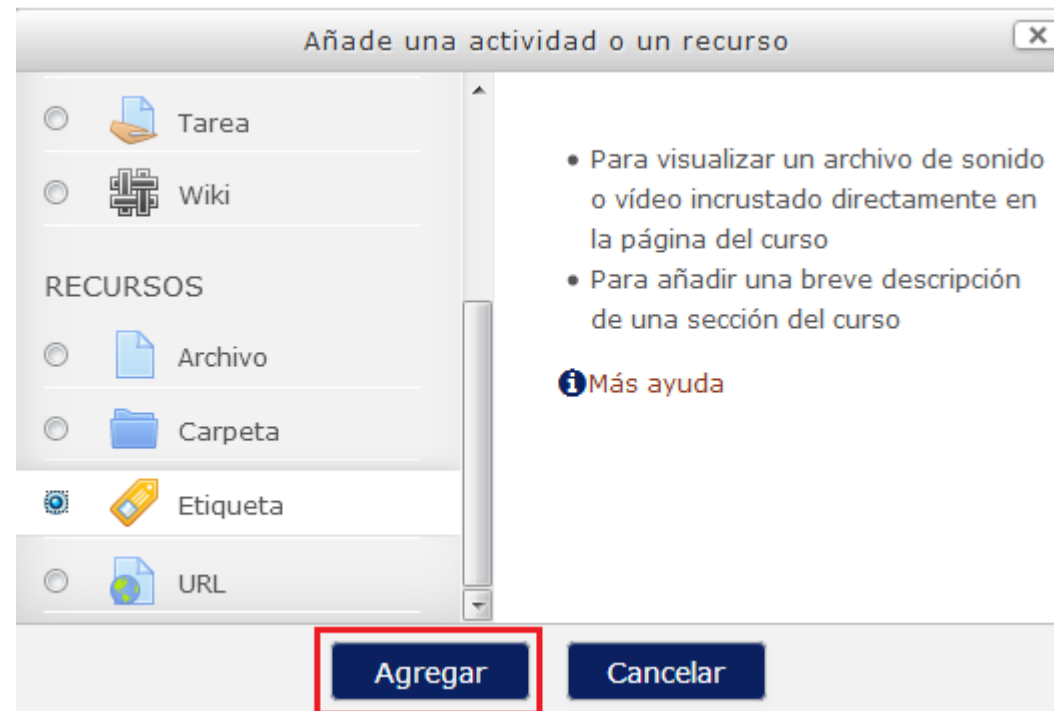 Añade una actividad o un recurso
Tarea
Wiki
RECURSOS
Archivo
Carpeta
Etiqueta
URL
• Para visualizar un archivo de sonido
o vídeo incrustado directamente en
la página del curso
• Para añadir una breve descripción
de una sección del curso
Más ayuda
Agregar
Cancelar